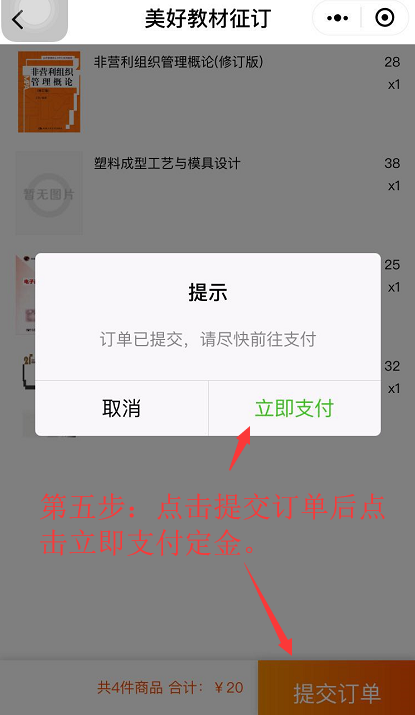 美好教材征订
非营利组织
管理概论
非营利组织管理概论(修订版)
28
x1
暂无图片
塑料成型工艺与模具设计
38
x1
25
x1
32
x1
提示
订单已提交，请尽快前往支付
取消
立即支付
第五步：点击提交订单后点
击立即支付定金。
共4件商品 合计：￥20
提交订单